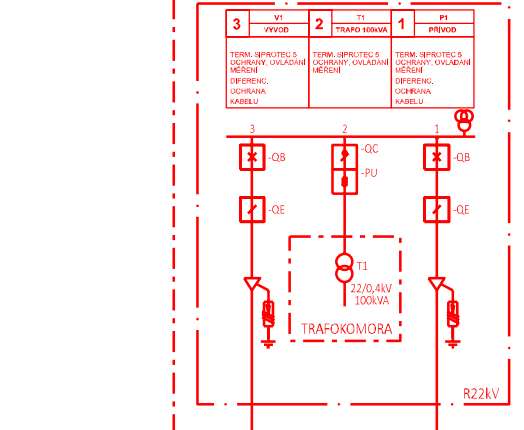 3 V1 2 T1 1 P1
VÝVOD TRAFO 100kVA PŘÍVOD
TERM. SIPROTEC 5 TERM. SIPROTEC 5 TERM. SIPROTEC 5
OCHRANY, OVLÁDÁNÍ OCHRANY, OVLÁDÁNÍ OCHRANY, OVLÁDÁNÍ
MĚŘENÍ MĚŘENÍ MĚŘENÍ
DIFERENC. DIFERENC.
OCHRANA OCHRANA
KABELU KABELU
3 2 1
-QB -QC -QB
-PU
-QE -QE
T1
22/0,4kV
100kVA
TRAFOKOMORA
R22kV